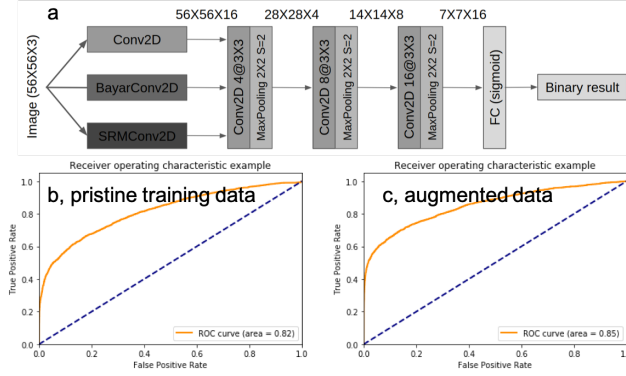 a
56X56X16
28X28X4
14X14X8
7X7X16
Image (56X56X3)
Conv2D
BayarConv2D
SRMConv2D
Conv2D 4@3X3
MaxPooling 2X2 S=2
Conv2D 8@3X3
MaxPooling 2X2 S=2
Conv2D 16@3X3
MaxPooling 2X2 S=2
FC (sigmoid)
Binary result
Receiver operating characteristic example
b, pristine training data
True Positive Rate
1.0
0.8
0.6
0.4
0.2
0.0
ROC curve (area = 0.82)
0.0 0.2 0.4 0.6 0.8 1.0
False Positive Rate
Receiver operating characteristic example
c, augmented data
True Positive Rate
1.0
0.8
0.6
0.4
0.2
0.0
ROC curve (area = 0.85)
0.0 0.2 0.4 0.6 0.8 1.0
False Positive Rate